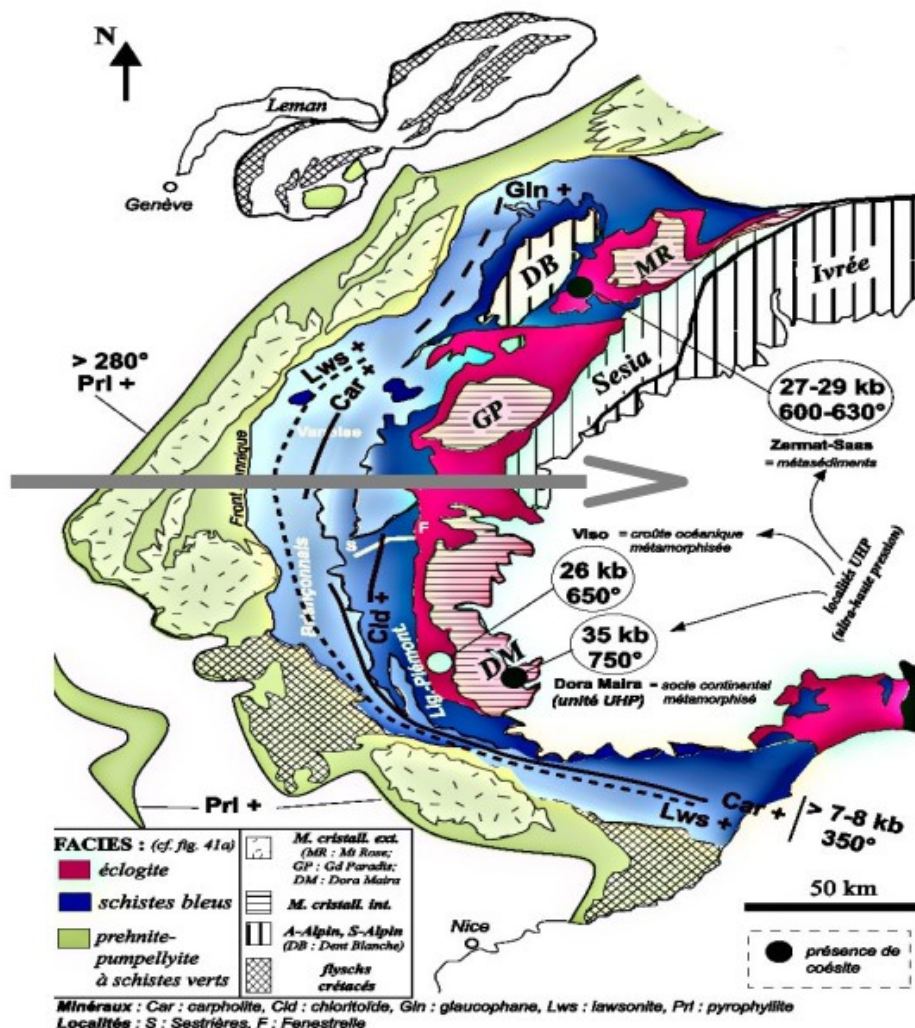 N
Leman
Genève
Gln +
DB
MR
Ivrée
> 280°
Prl +
Lws +
Car +
Sesia
27-29 kb
600-630°
GP
Zermat-Saas
= métasédiments
Vanoise
Briançonnais
S
F
Viso = croûte océanique
métamorphisée
localités UHP
(ultra-haute pression)
Cld +
26 kb
650°
Lig.-Piémont.
DM
35 kb
750°
Dora Maira = socle continental
(unité UHP) métamorphisé
Prl +
Car +
Lws +
> 7-8 kb
350°
FACIES : (cf. fig. 41a)
éclogite
schistes bleus
prehnite-
pumpellyite
à schistes verts
M. cristall. ext.
(MR : Mt Rose;
GP : Gd Paradis;
DM : Dora Maira
M. cristall. int.
A-Alpin, S-Alpin
(DB : Dent Blanche)
flyschs
crétacés
Nice
50 km
présence de
coésite
Minéraux : Car : carpholite, Cld : chloritoïde, Gln : glaucophane, Lws : lawsonite, Prl : pyrophyllite
Localités : S : Sestrières, F : Fenestrelle